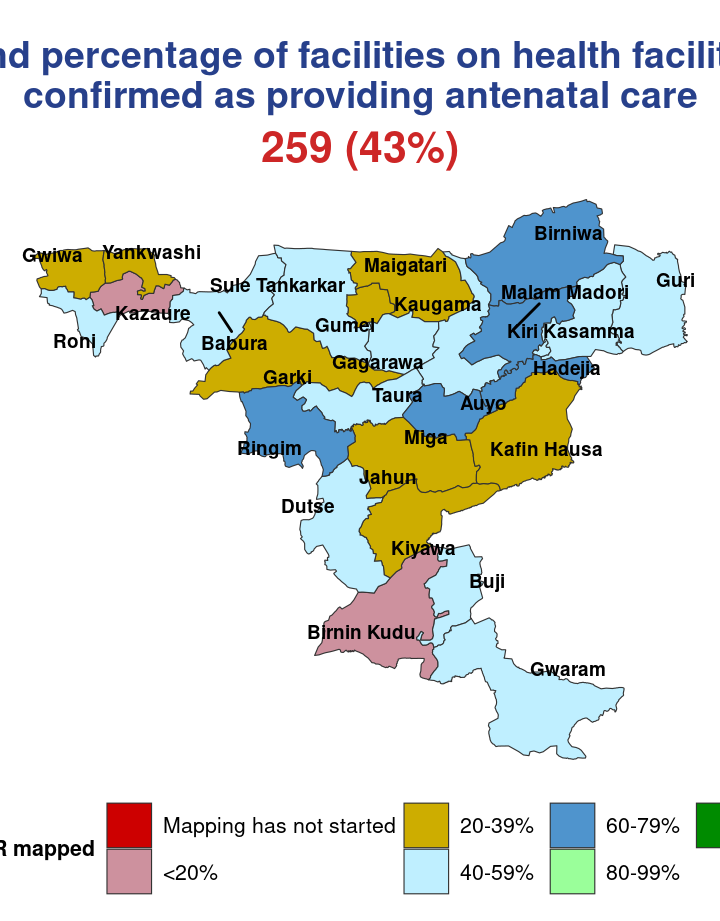 percentage of facilities on health
confirmed as providing antenatal care
259 (43%)
Birniwa
Gwiwa
Yankwashi
Maigatari
Guri
Sule Tankarkar
Malam Madori
Kaugama
Kazaure
Gumel
Kiri Kasamma
Roni
Babura
Gagarawa
Hadejia
Garki
Taura
Auyo
Miga
Ringim
Kafin Hausa
Jahun
Dutse
Kiyawa
Buji
Birnin Kudu
Gwaram
mapped
Mapping has not started
20-39%
60-79%
<20%
40-59%
80-99%